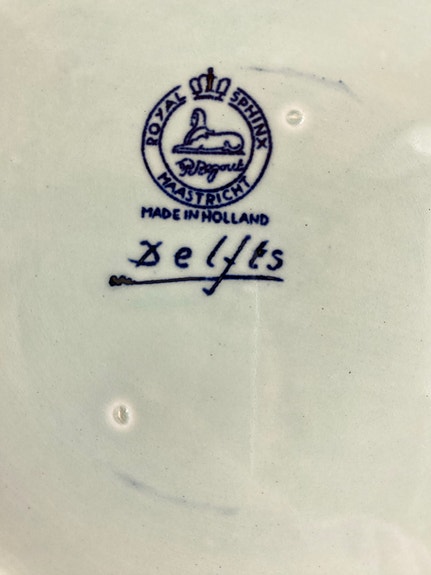 ROYAL SPHINX
P. Regout
MAASTRICHT
MADE IN HOLLAND
Delfts